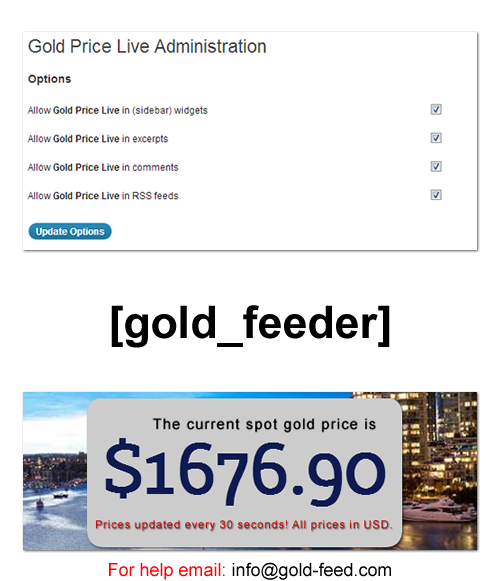 Gold Price Live Administration
Options
Allow Gold Price Live in (sidebar) widgets
Allow Gold Price Live in excerpts
Allow Gold Price Live in comments
Allow Gold Price Live in RSS feeds
Update Options
[gold_feeder]
The current spot gold price is
$1676.90
Prices updated every 30 seconds! All prices in USD.
For help email: info@gold-feed.com